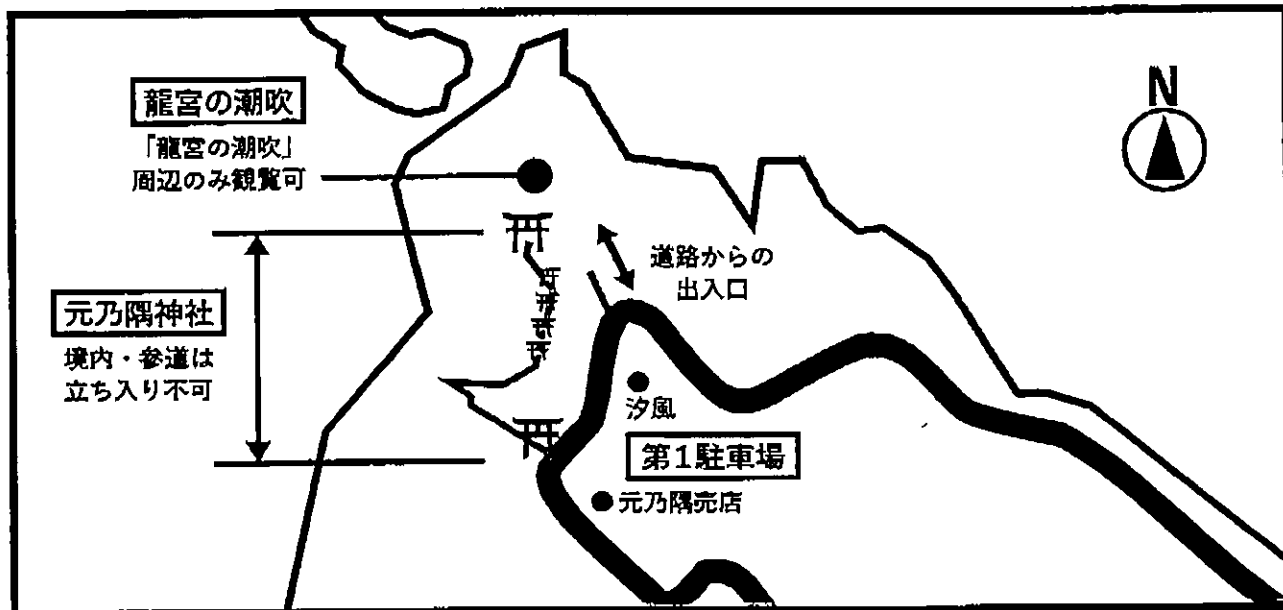 龍宮の潮吹
「龍宮の潮吹」
周辺のみ観覧可
N
道路からの
出入口
元乃隅神社
境内・参道は
立ち入り不可
汐風
第1駐車場
元乃隅売店